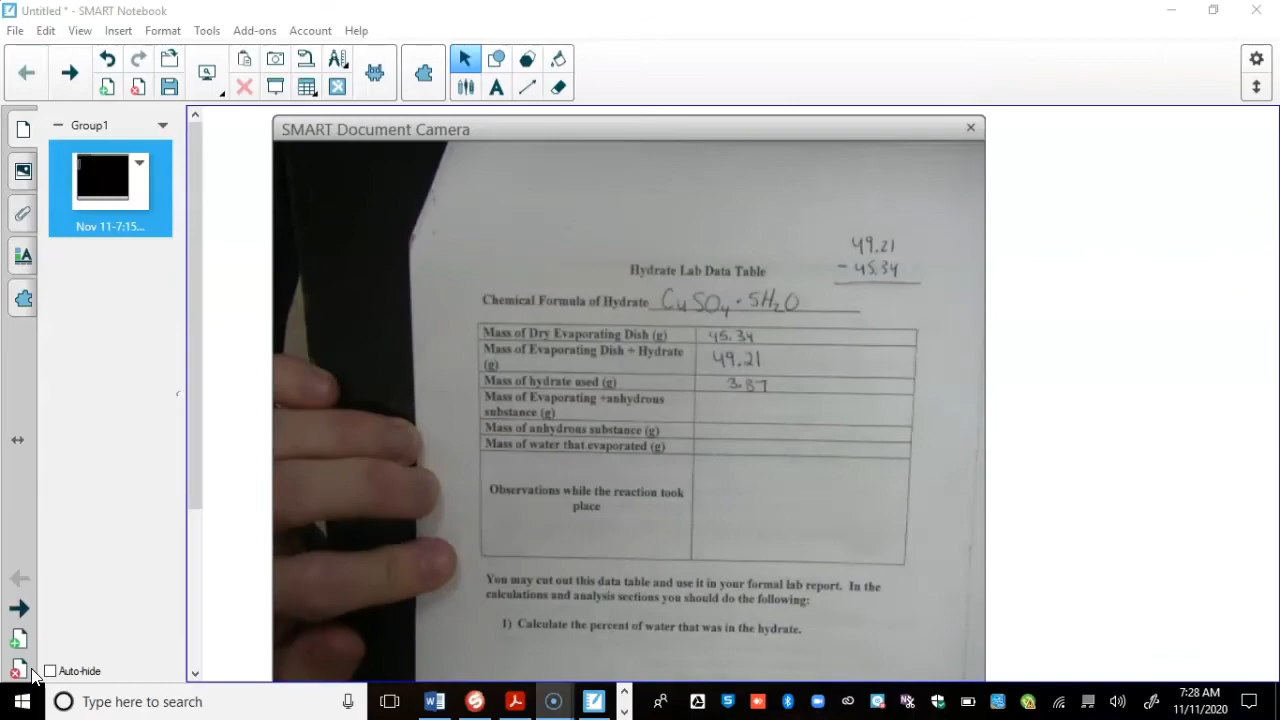 Untitled * - SMART Notebook
File Edit View Insert Format Tools Add-ons Account Help
Group1
Nov 11-7:15...
SMART Document Camera
49.21
- 45.34
Hydrate Lab Data Table
Chemical Formula of Hydrate CuSO4 • 5H2O
Mass of Dry Evaporating Dish (g) 45.34
Mass of Evaporating Dish + Hydrate 49.21
(g)
Mass of hydrate used (g) 3.87
Mass of Evaporating +anhydrous
substance (g)
Mass of anhydrous substance (g)
Mass of water that evaporated (g)
Observations while the reaction took
place
You may cut out this data table and use it in your formal lab report. In the
calculations and analysis sections you should do the following:
1) Calculate the percent of water that was in the hydrate.
Auto-hide
Type here to search
7:28 AM
11/11/2020